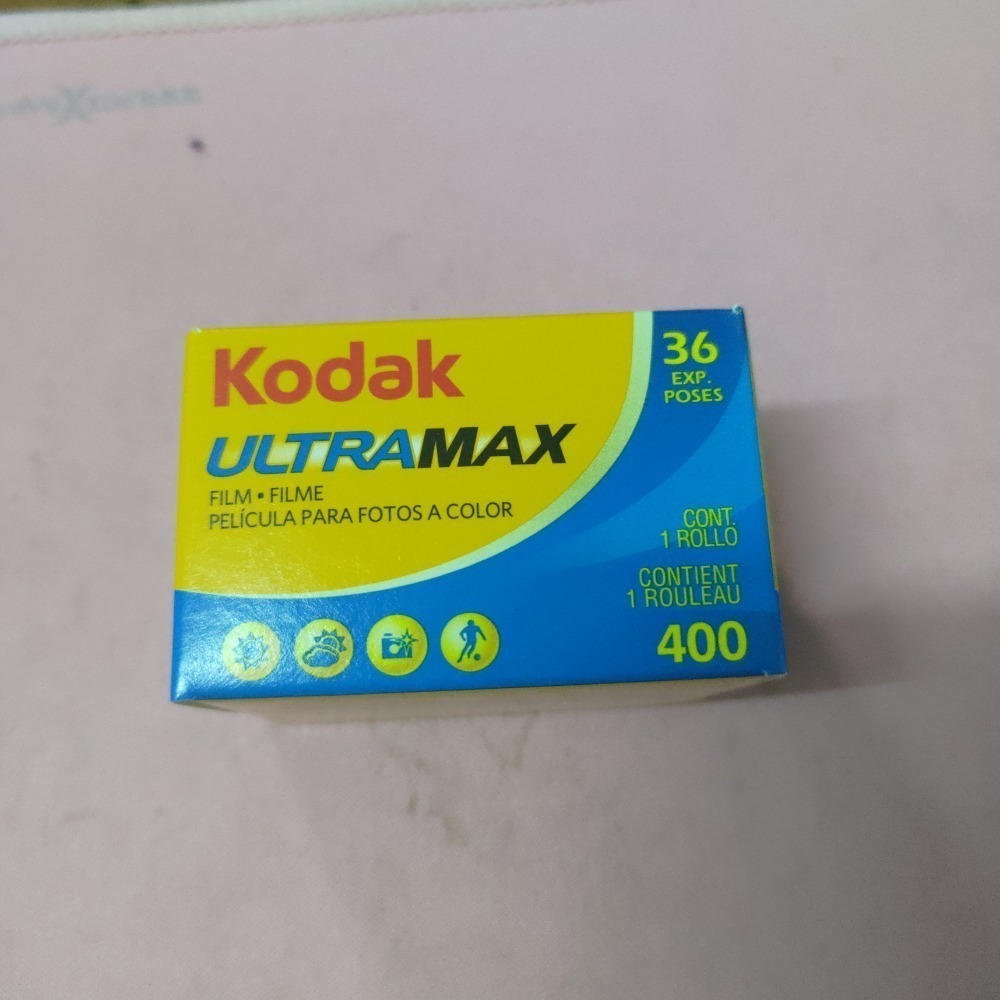 Kodak
ULTRAMAX
FILM ▪ FILME
PELÍCULA PARA FOTOS A COLOR
36
EXP.
POSES
CONT.
1 ROLLO
CONTIENT
1 ROULEAU
400